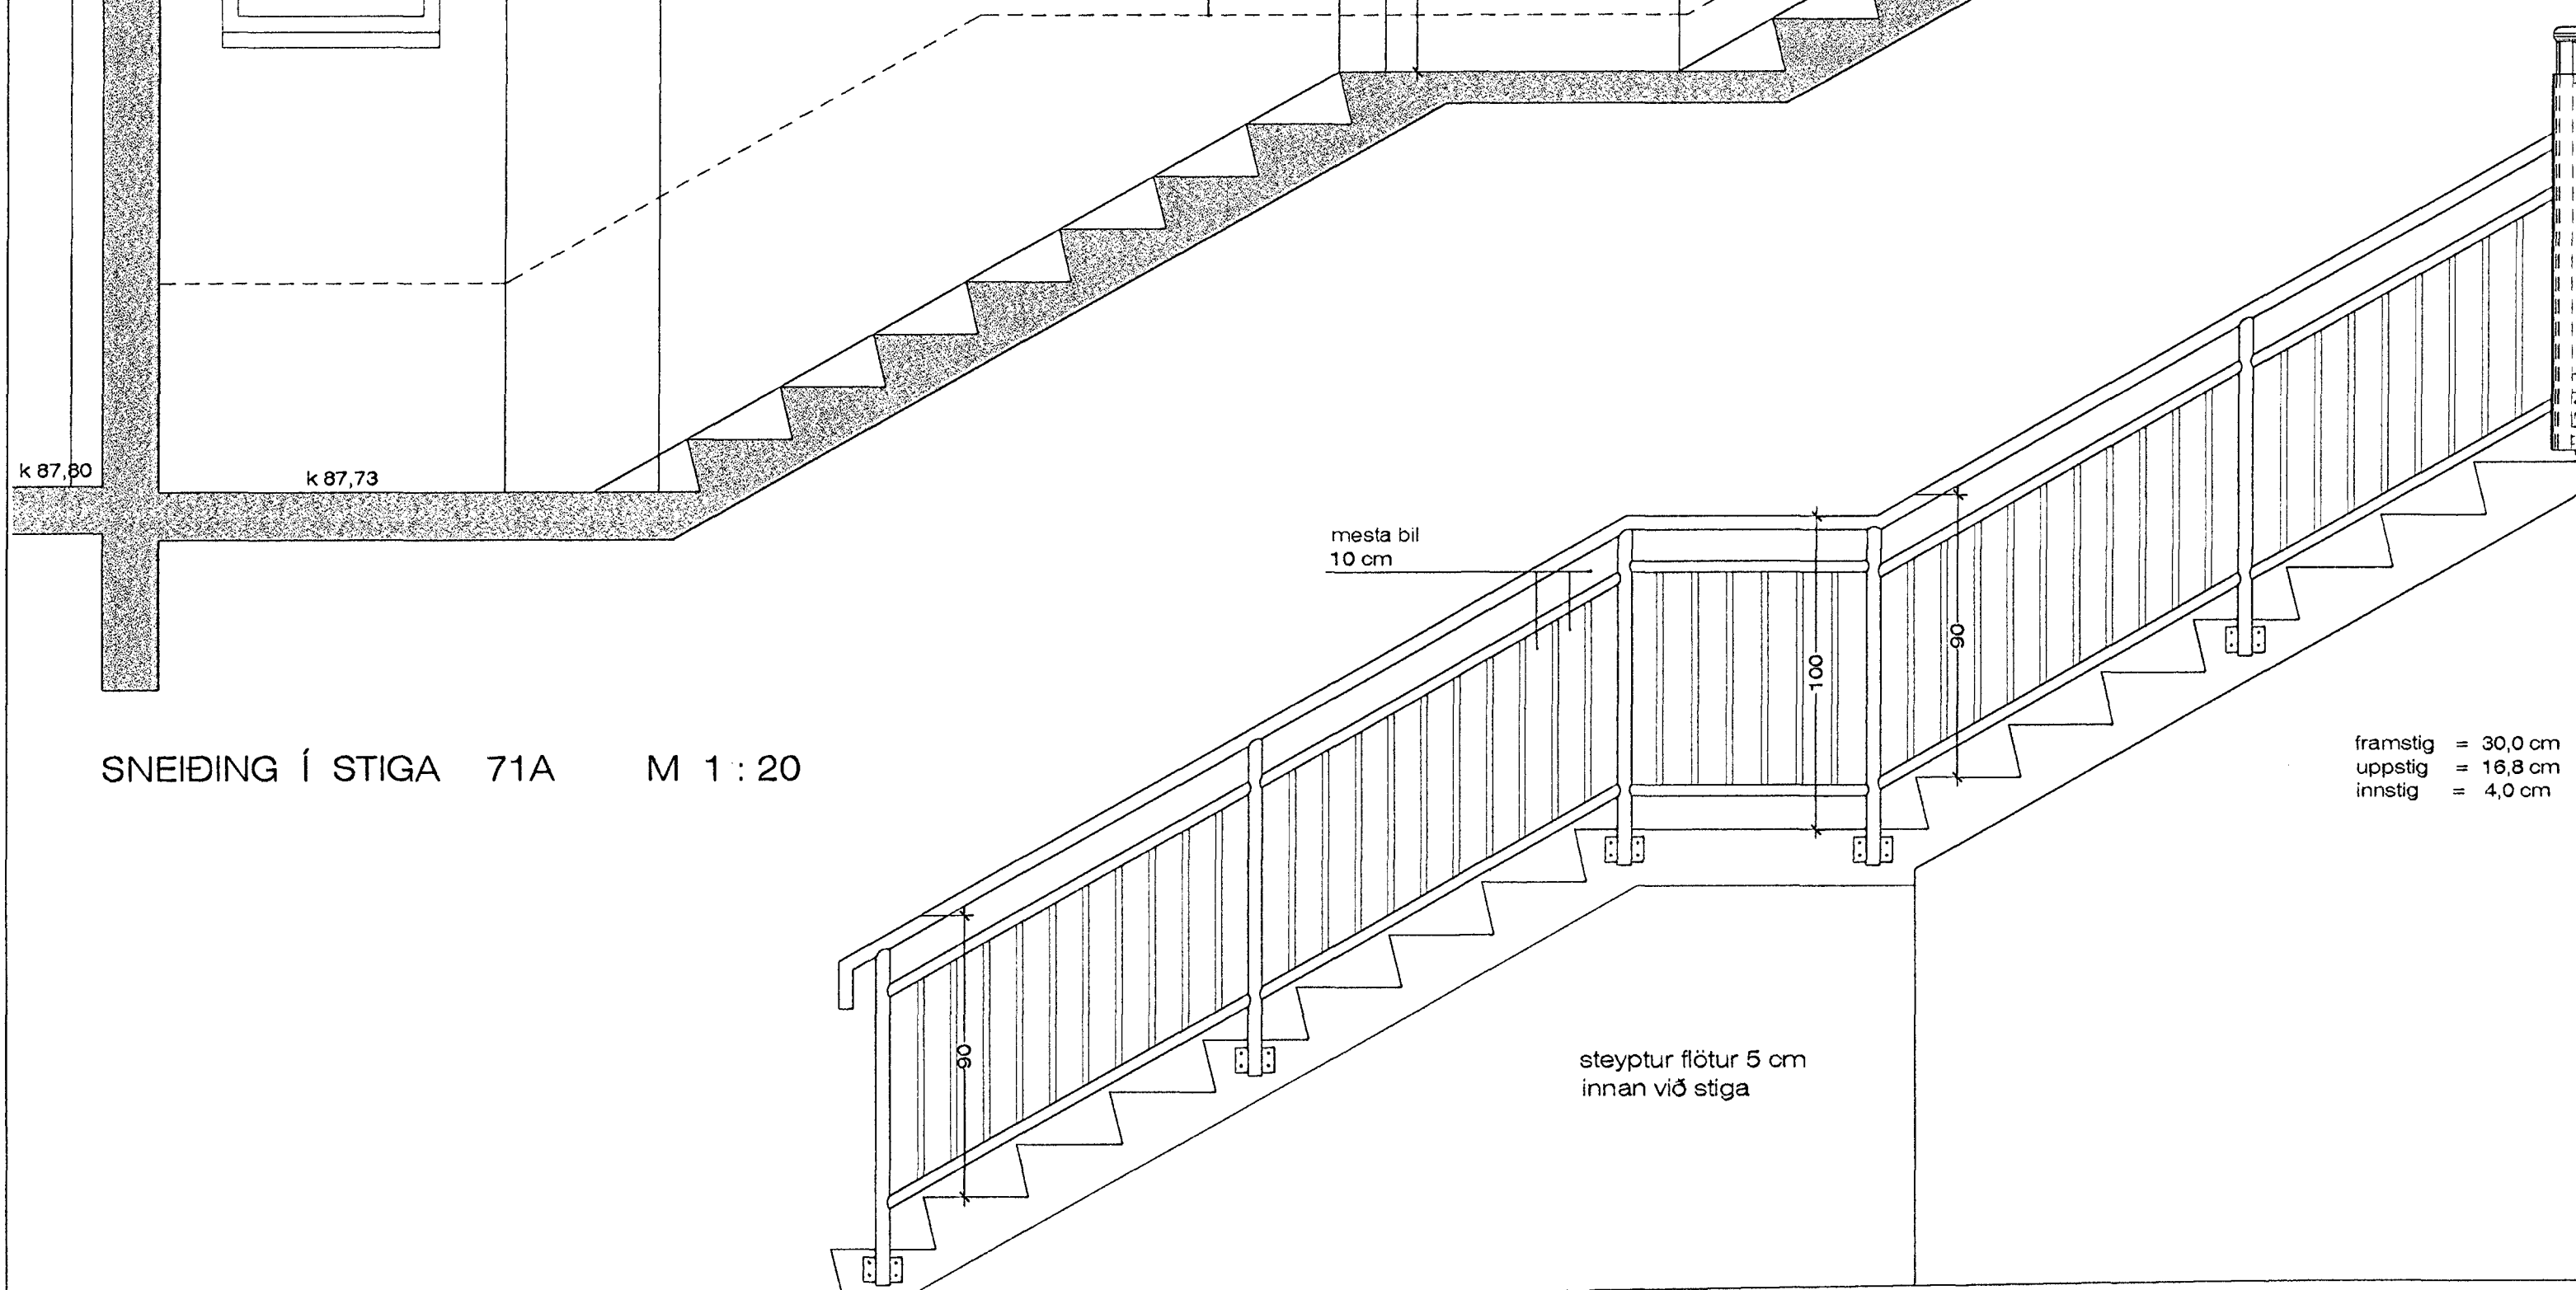 k 87,80
k 87,73
mesta bil
10 cm
100
90
SNEIÐING Í STIGA 71A M 1 : 20
framstig = 30,0 cm
uppstig = 16,8 cm
innstig = 4,0 cm
90
steyptur flötur 5 cm
innan við stiga